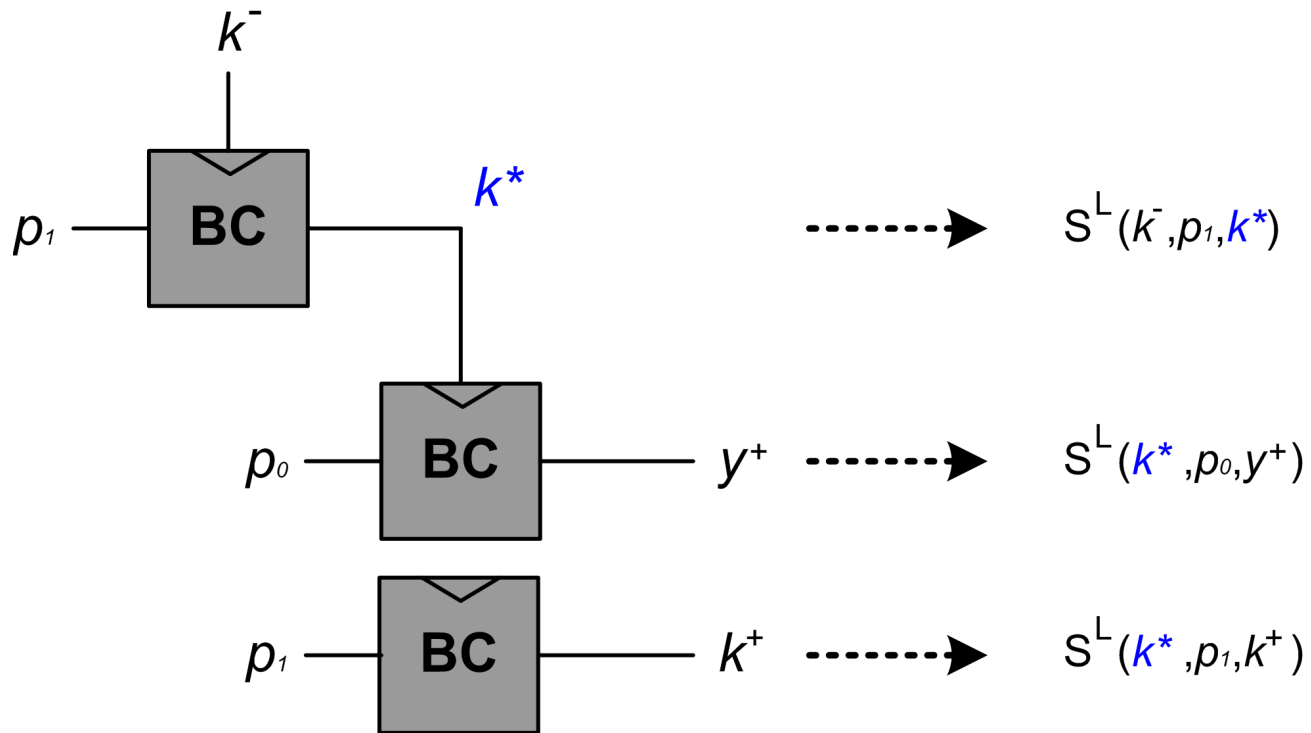 k⁻
k*
p₁ BC S^L(k⁻,p₁,k*)
p₀ BC y⁺ S^L(k*,p₀,y⁺)
p₁ BC k⁺ S^L(k*,p₁,k⁺)